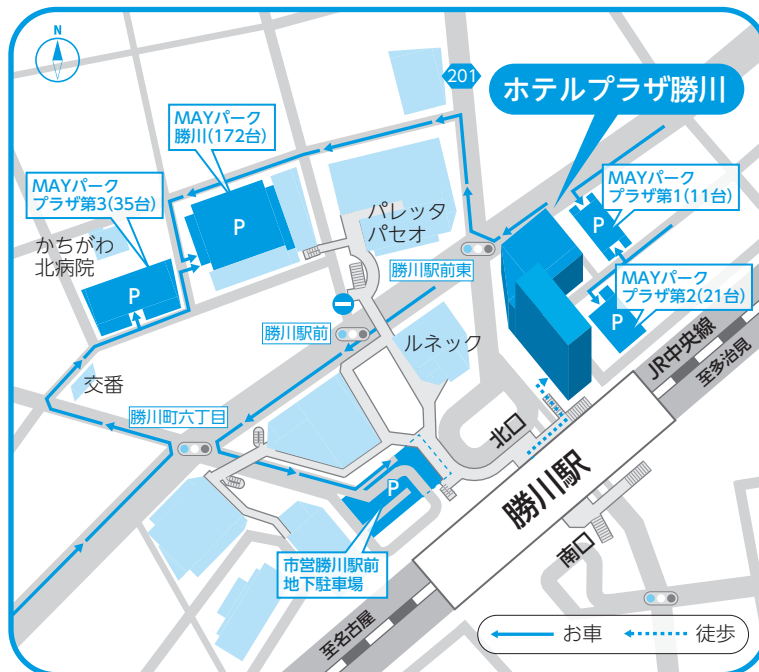 N
201
ホテルプラザ勝川
MAYパーク
勝川(172台)
MAYパーク
プラザ第3(35台)
MAYパーク
プラザ第1(11台)
P
P
P
かちがわ
北病院
パレッタ
パセオ
勝川駅前東
MAYパーク
プラザ第2(21台)
P
勝川駅前
ルネック
JR中央線
至多治見
交番
勝川町六丁目
北口
勝川駅
P
南口
市営勝川駅前
地下駐車場
至名古屋
お車
徒歩